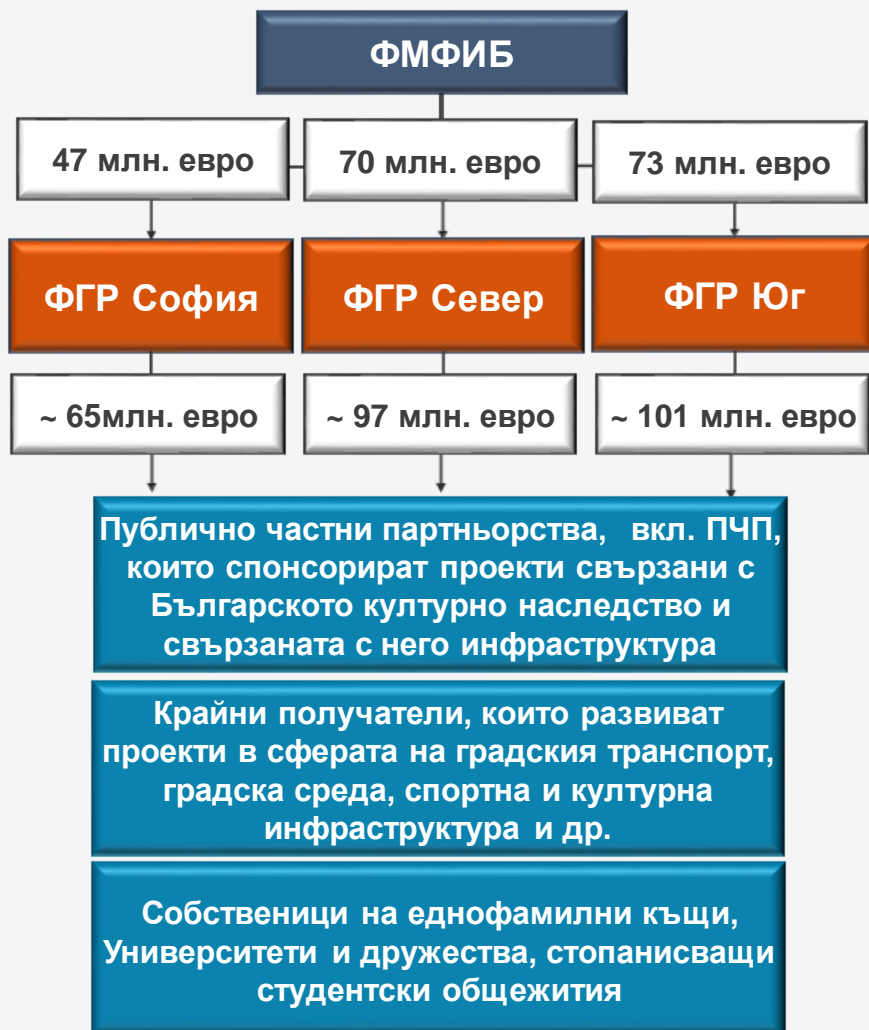 ФМФИБ
47 млн. евро
70 млн. евро
73 млн. евро
ФГР София
ФГР Север
ФГР Юг
~ 65млн. евро
~ 97 млн. евро
~ 101 млн. евро
Публично частни партньорства, вкл. ПЧП,
които спонсорират проекти свързани с
Българското културно наследство и
свързаната с него инфраструктура
Крайни получатели, които развиват
проекти в сферата на градския транспорт,
градска среда, спортна и културна
инфраструктура и др.
Собственици на еднофамилни къщи,
Университети и дружества, стопанисващи
студентски общежития